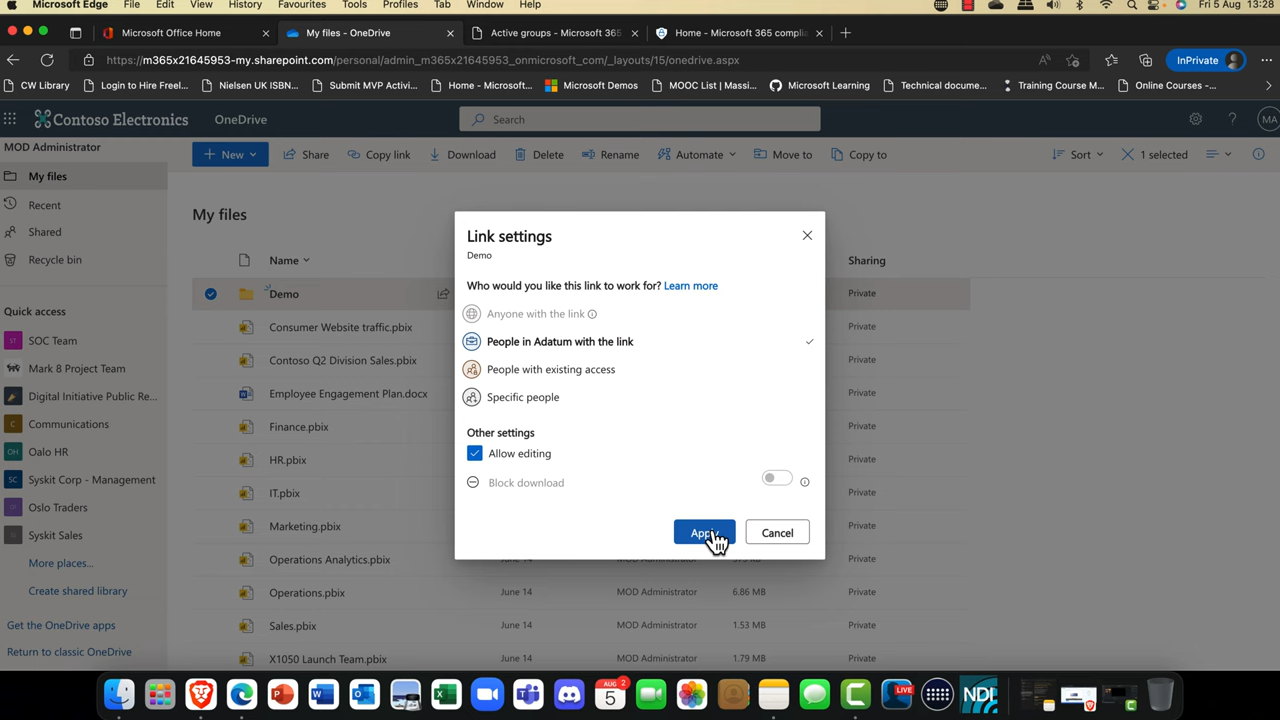 Microsoft Edge File Edit View History Favourites Tools Profiles Tab Window Help Fri 5 Aug 13:28
Microsoft Office Home My files - OneDrive Active groups - Microsoft 365 Home - Microsoft 365 complia
m365x21645953-my.sharepoint.com/personal/admin_m365x21645953_onmicrosoft_com/_layouts/15/onedrive.aspx InPrivate
CW Library Login to Hire Freel... Nielsen UK ISBN... Submit MVP Activi... Home - Microsoft... Microsoft Demos MOOC List | Massi... Microsoft Learning Technical docume... Training Course M... Online Courses -...
Contoso Electronics OneDrive Search MA
MOD Administrator
New Share Copy link Download Delete Rename Automate Move to Copy to Sort 1 selected
My files
Recent
Shared
Recycle bin
Quick access
SOC Team
Mark 8 Project Team
Digital Initiative Public Re...
Communications
Oalo HR
Syskit Corp - Management
Oslo Traders
Syskit Sales
More places...
Create shared library
Get the OneDrive apps
Return to classic OneDrive
My files
Name Sharing
Demo Private
Consumer Website traffic.pbix Private
Contoso Q2 Division Sales.pbix Private
Employee Engagement Plan.docx Private
Finance.pbix Private
HR.pbix Private
IT.pbix Private
Marketing.pbix Private
Operations Analytics.pbix Private
Operations.pbix June 14 MOD Administrator 6.86 MB Private
Sales.pbix June 14 MOD Administrator 1.53 MB Private
X1050 Launch Team.pbix June 14 MOD Administrator 1.79 MB Private
Link settings
Demo
Who would you like this link to work for? Learn more
Anyone with the link
People in Adatum with the link
People with existing access
Specific people
Other settings
Allow editing
Block download
Apply Cancel
AUG 2
5
LIVE
NDI